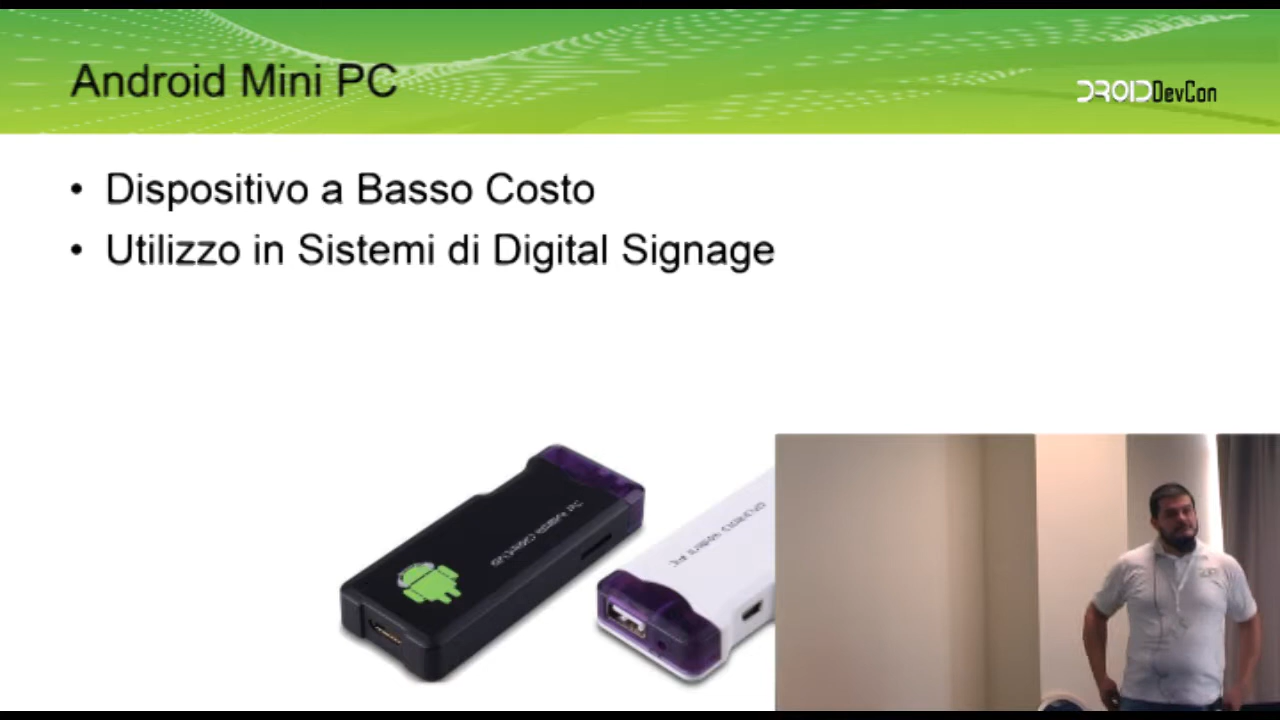 Android Mini PC
DROIDDevCon
• Dispositivo a Basso Costo
• Utilizzo in Sistemi di Digital Signage